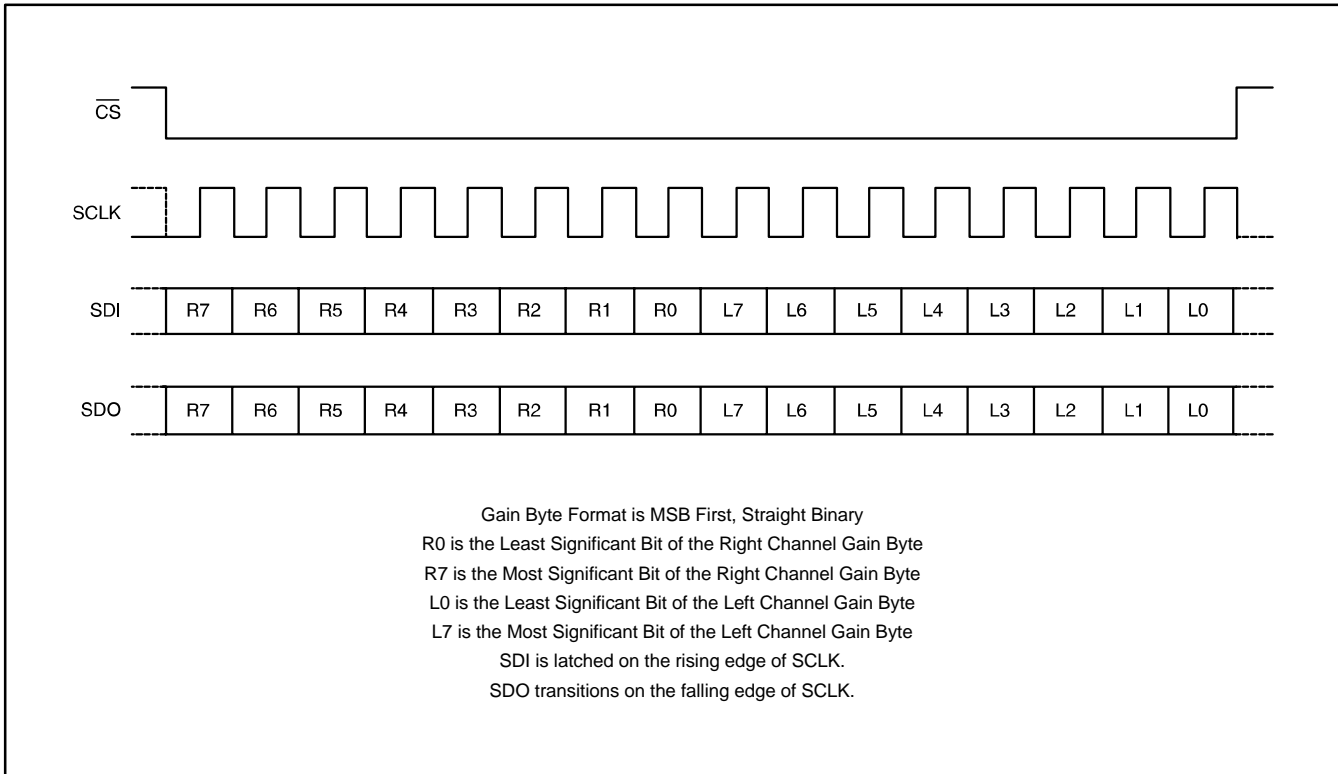 CS
SCLK
SDI R7 R6 R5 R4 R3 R2 R1 R0 L7 L6 L5 L4 L3 L2 L1 L0
SDO R7 R6 R5 R4 R3 R2 R1 R0 L7 L6 L5 L4 L3 L2 L1 L0
Gain Byte Format is MSB First, Straight Binary
R0 is the Least Significant Bit of the Right Channel Gain Byte
R7 is the Most Significant Bit of the Right Channel Gain Byte
L0 is the Least Significant Bit of the Left Channel Gain Byte
L7 is the Most Significant Bit of the Left Channel Gain Byte
SDI is latched on the rising edge of SCLK.
SDO transitions on the falling edge of SCLK.